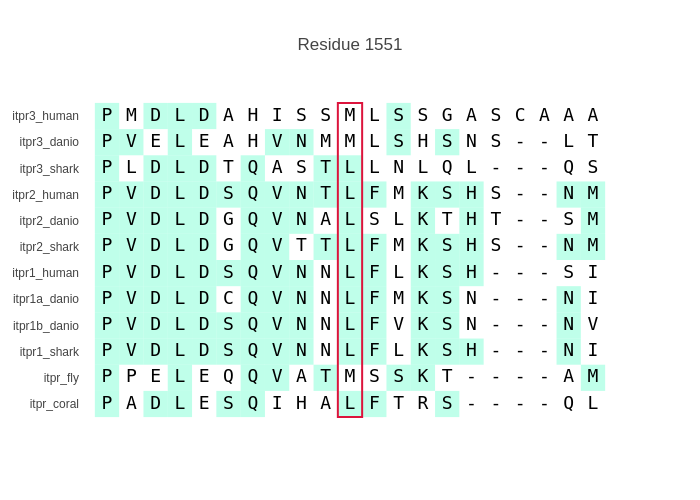 Residue 1551
itpr3_human P M D L D A H I S S M L S S G A S C A A A
itpr3_danio P V E L E A H V N M M L S H S N S - - L T
itpr3_shark P L D L D T Q A S T L L N L Q L - - - Q S
itpr2_human P V D L D S Q V N T L F M K S H S - - N M
itpr2_danio P V D L D G Q V N A L S L K T H T - - S M
itpr2_shark P V D L D G Q V T T L F M K S H S - - N M
itpr1_human P V D L D S Q V N N L F L K S H - - - S I
itpr1a_danio P V D L D C Q V N N L F M K S N - - - N I
itpr1b_danio P V D L D S Q V N N L F V K S N - - - N V
itpr1_shark P V D L D S Q V N N L F L K S H - - - N I
itpr_fly P P E L E Q Q V A T M S S K T - - - - A M
itpr_coral P A D L E S Q I H A L F T R S - - - - Q L